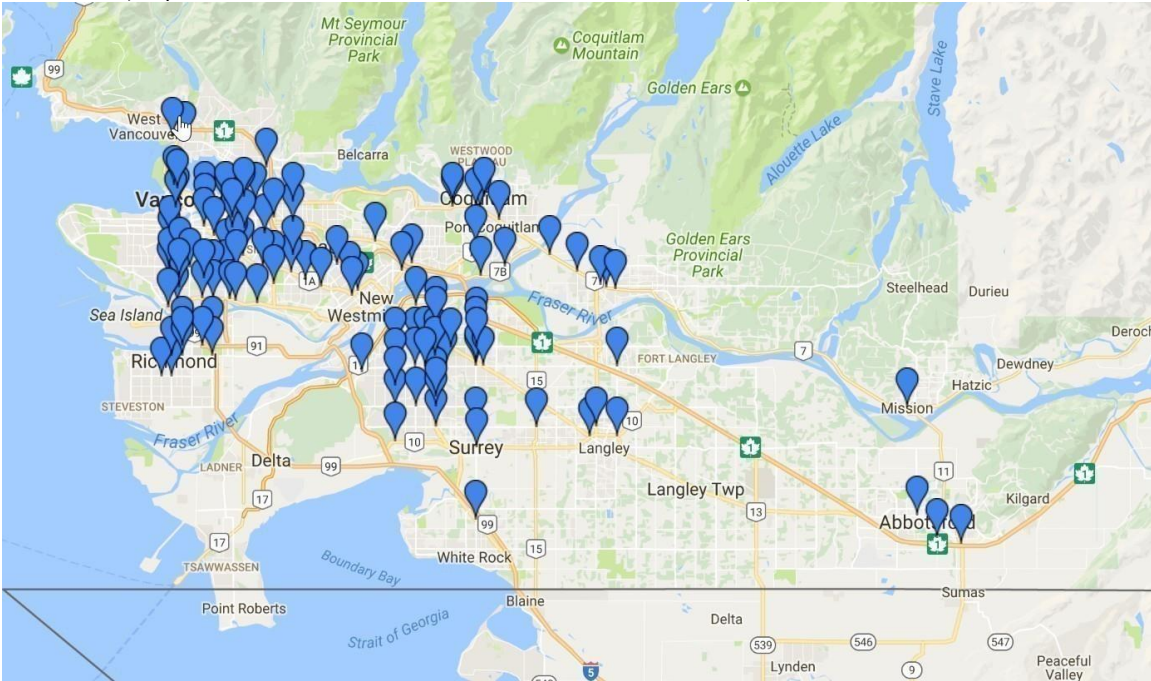 Mt Seymour
Provincial
Park
Coquitlam
Mountain
99
Golden Ears
Stave Lake
West
Vancouver
1
Alouette Lake
Belcarra
WESTWOOD
PLATEAU
Coquitlam
Port Coquitlam
Golden Ears
Provincial
Park
7B
7
1A
Steelhead
Durieu
New
Fraser River
Sea Island
91
1
FORT LANGLEY
7
Deroch
Dewdney
Richmond
15
Hatzic
STEVESTON
Mission
Fraser River
10
10
Surrey
Langley
1
LADNER
Delta
99
11
1
17
Langley Twp
Kilgard
13
99
Abbotsford
17
15
1
White Rock
TSAWWASSEN
Boundary Bay
Sumas
Blaine
Point Roberts
Delta
Strait of Georgia
539
546
547
5
Lynden
9
Peaceful
Valley